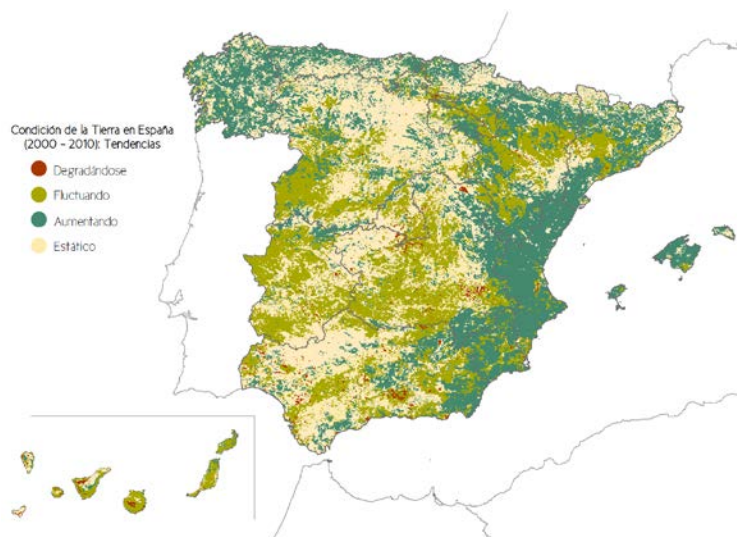 Condición de la Tierra en España
(2000 - 2010): Tendencias
Degradándose
Fluctuando
Aumentando
Estático